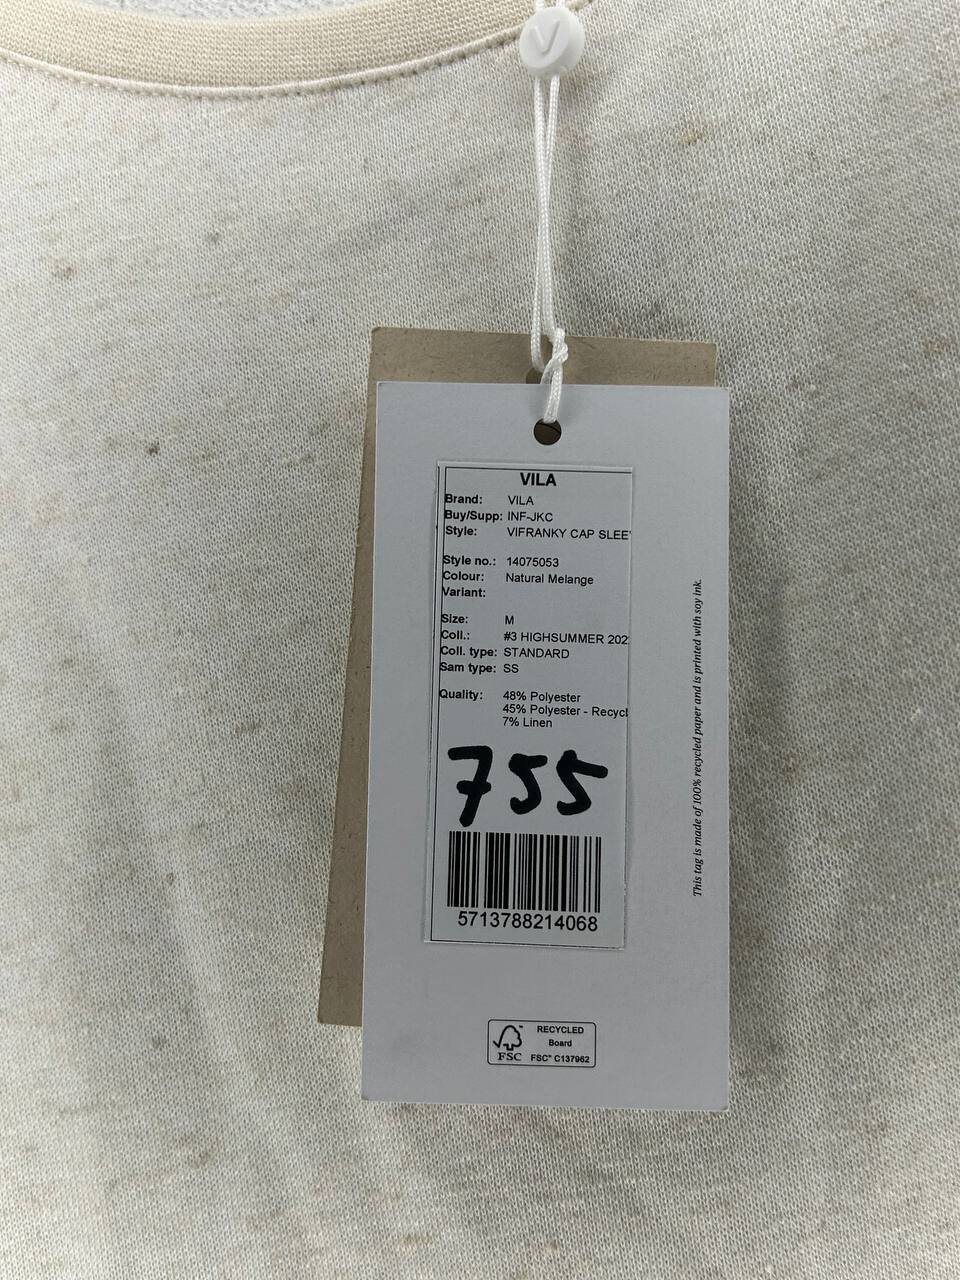 V
VILA
Brand: VILA
Buy/Supp: INF-JKC
Style: VIFRANKY CAP SLEE
Style no.: 14075053
Colour: Natural Melange
Variant:
Size: M
Coll.: #3 HIGHSUMMER 202
Coll. type: STANDARD
Sam type: SS
Quality: 48% Polyester
45% Polyester - Recycl
7% Linen
755
5713788214068
This tag is made of 100% recycled paper and is printed with soy ink.
FSC
RECYCLED
Board
FSC® C137962